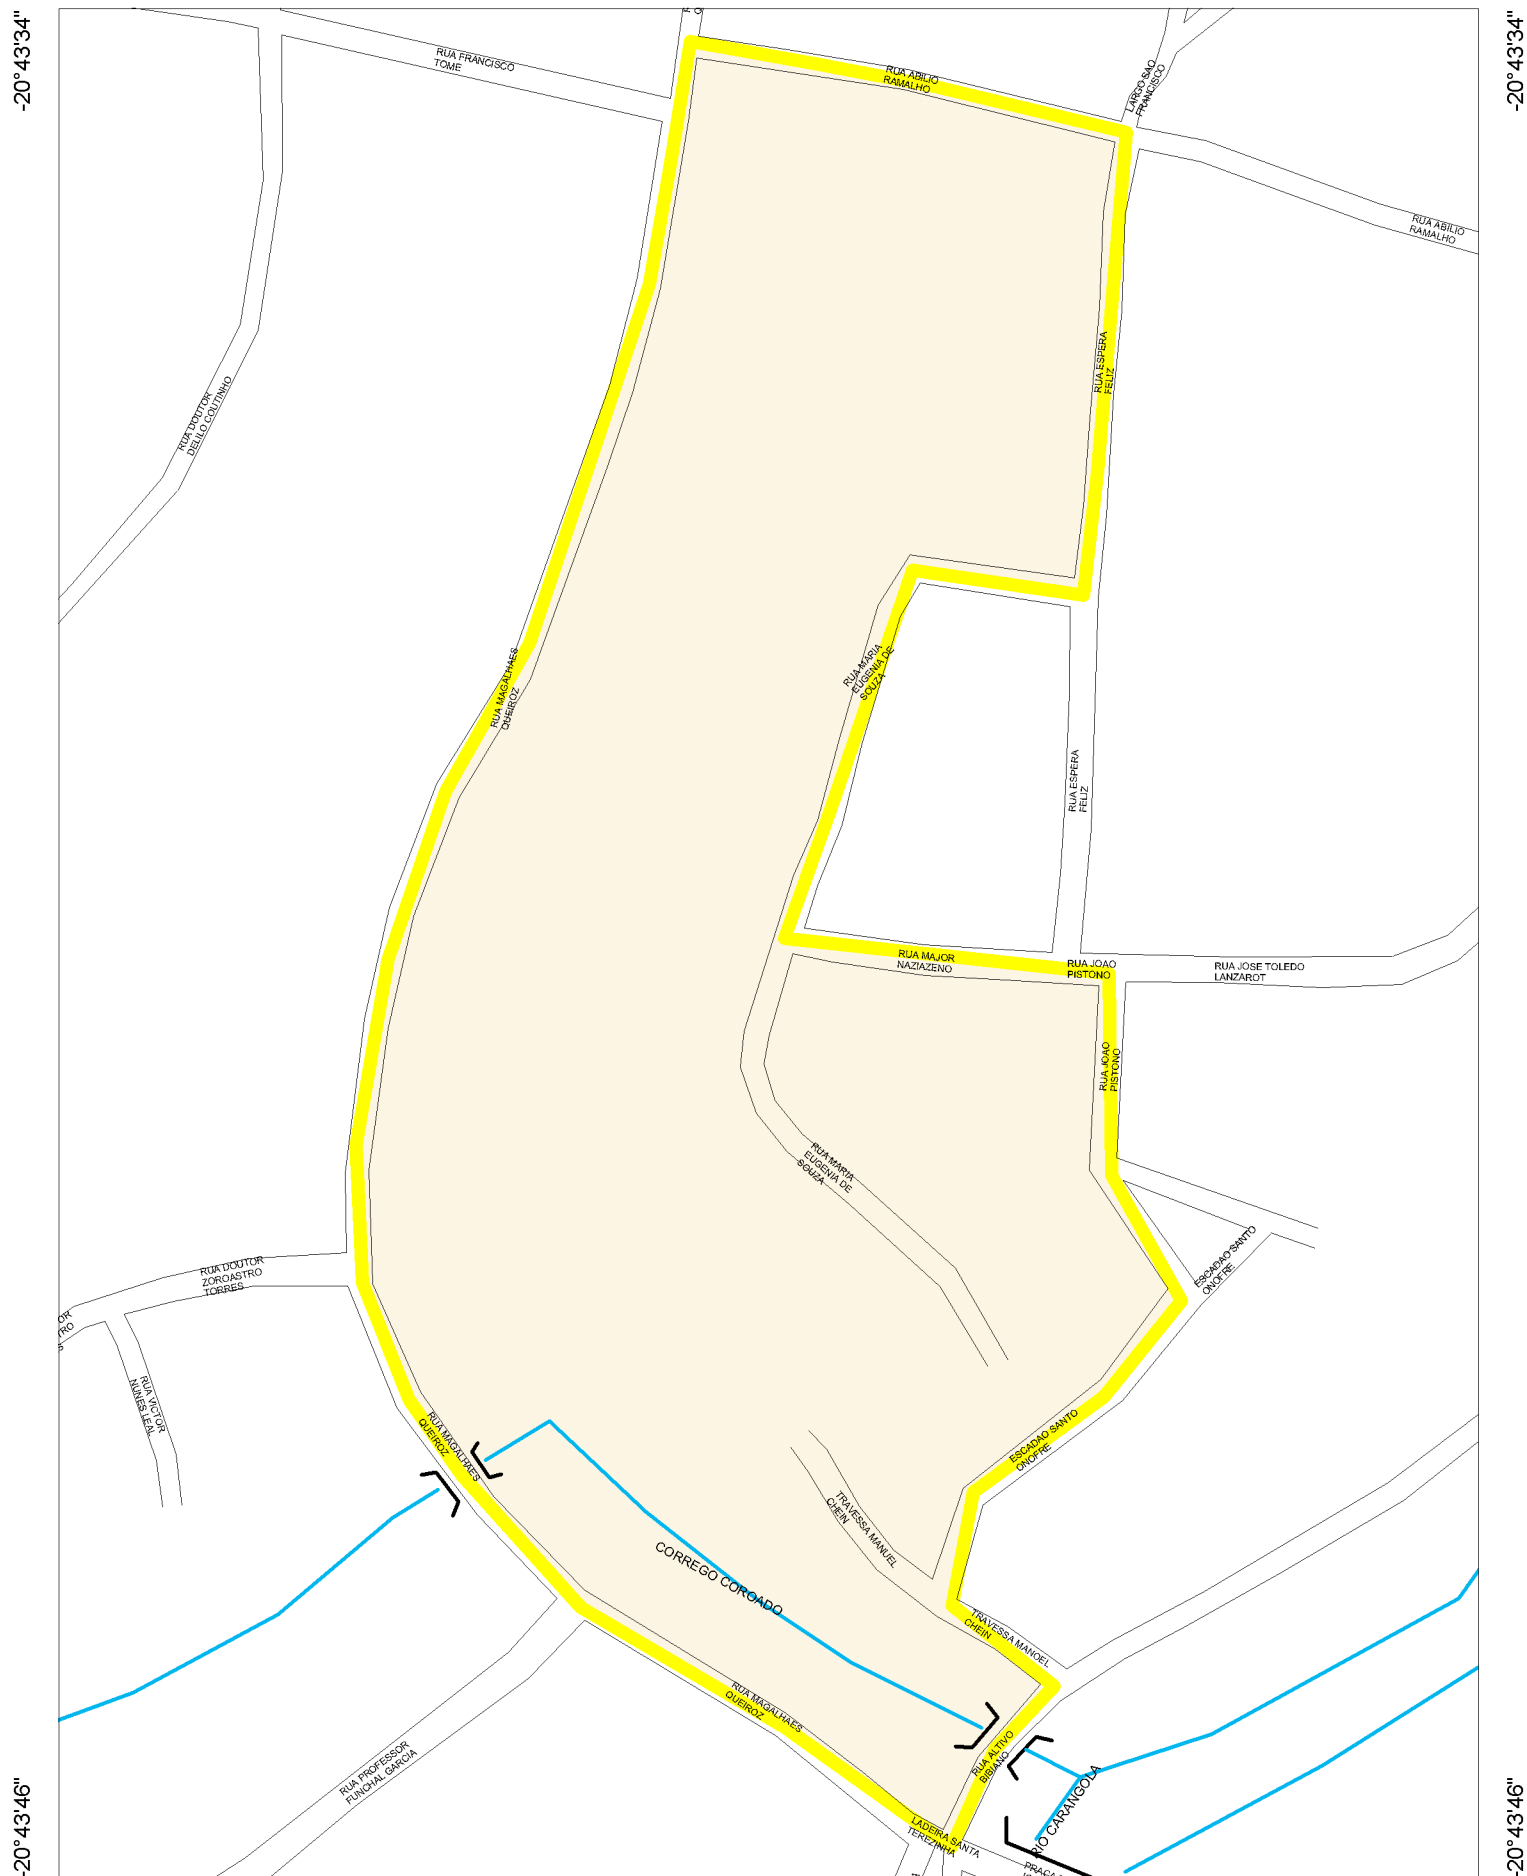 -20°43'34"
-20°43'34"
RUA FRANCISCO
TOME
RUA ABILIO
RAMALHO
LARGO SAO
FRANCISCO
RUA ABILIO
RAMALHO
RUA DOUTOR
DELILO COUTINHO
RUA ESPERA
FELIZ
RUA MARIA
EUGENIA DE
SOUZA
RUA MAGALHAES
QUEIROZ
RUA ESPERA
FELIZ
RUA MAJOR
NAZIAZENO
RUA JOAO
PISTONO
RUA JOSE TOLEDO
LANZAROT
RUA JOAO
PISTONO
RUA MARIA
EUGENIA DE
SOUZA
ESCADAO SANTO
ONOFRE
RUA DOUTOR
ZOROASTRO
TORRES
OR
TRO
S
RUA VICTOR
NUNES LEAL
RUA MAGALHAES
QUEIROZ
ESCADAO SANTO
ONOFRE
TRAVESSA MANUEL
CHEIN
CORREGO COROADO
TRAVESSA MANOEL
CHEIN
RUA MAGALHAES
QUEIROZ
RUA ALTIVO
BIBIANO
RUA PROFESSOR
FUNCHAL GARCIA
RIO CARANGOLA
LADEIRA SANTA
TEREZINHA
-20°43'46"
-20°43'46"